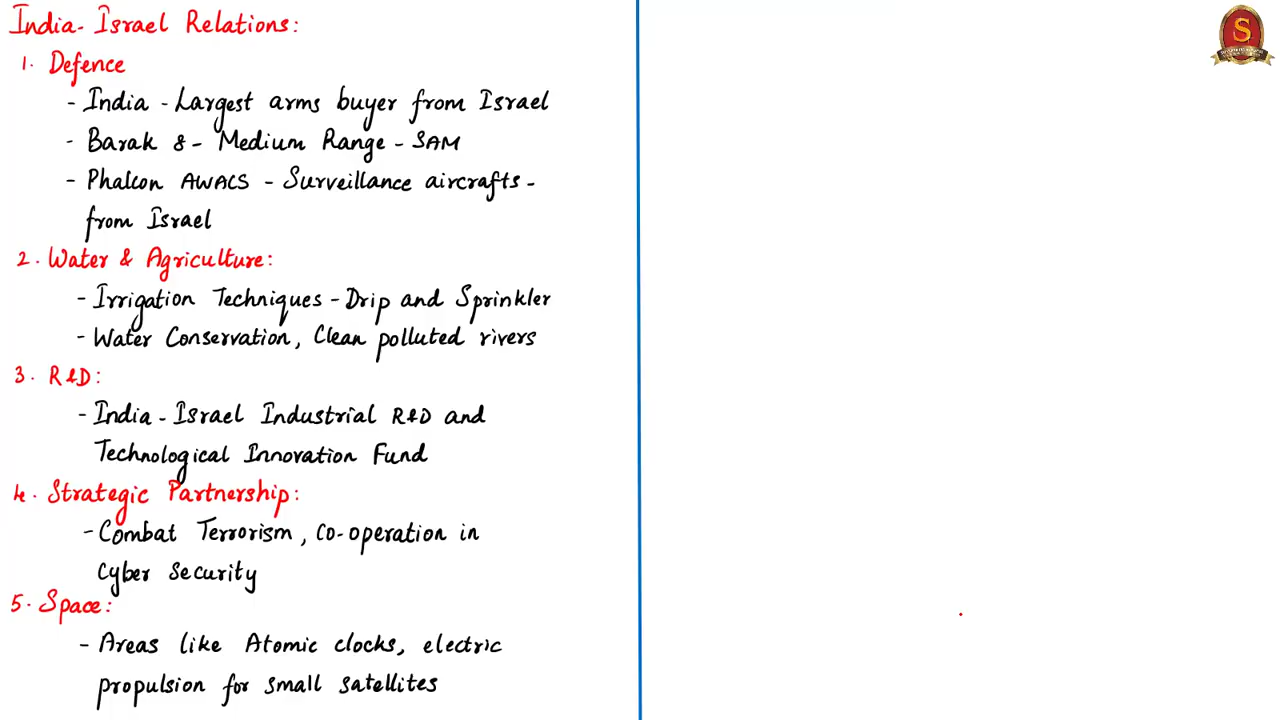 India-Israel Relations:
1. Defence
- India - Largest arms buyer from Israel
- Barak 8 - Medium Range - SAM
- Phalcon AWACS - Surveillance aircrafts -
from Israel
2. Water & Agriculture:
- Irrigation Techniques - Drip and Sprinkler
- Water Conservation, Clean polluted rivers
3. R&D:
- India - Israel Industrial R&D and
Technological Innovation Fund
4. Strategic Partnership:
- Combat Terrorism, Co-operation in
Cyber Security
5. Space:
- Areas like Atomic clocks, electric
propulsion for small satellites
S